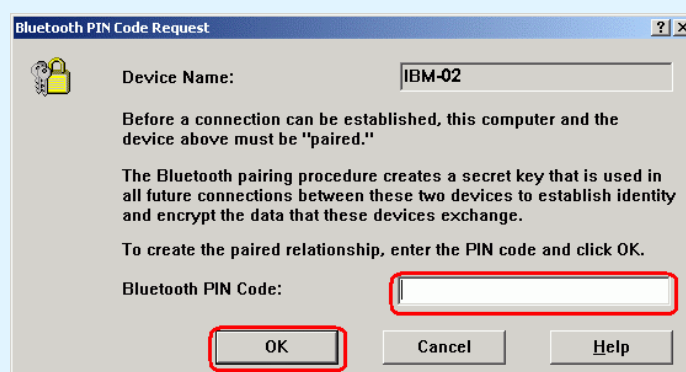 Bluetooth PIN Code Request
Device Name: IBM-02
Before a connection can be established, this computer and the
device above must be "paired."
The Bluetooth pairing procedure creates a secret key that is used in
all future connections between these two devices to establish identity
and encrypt the data that these devices exchange.
To create the paired relationship, enter the PIN code and click OK.
Bluetooth PIN Code:
OK Cancel Help